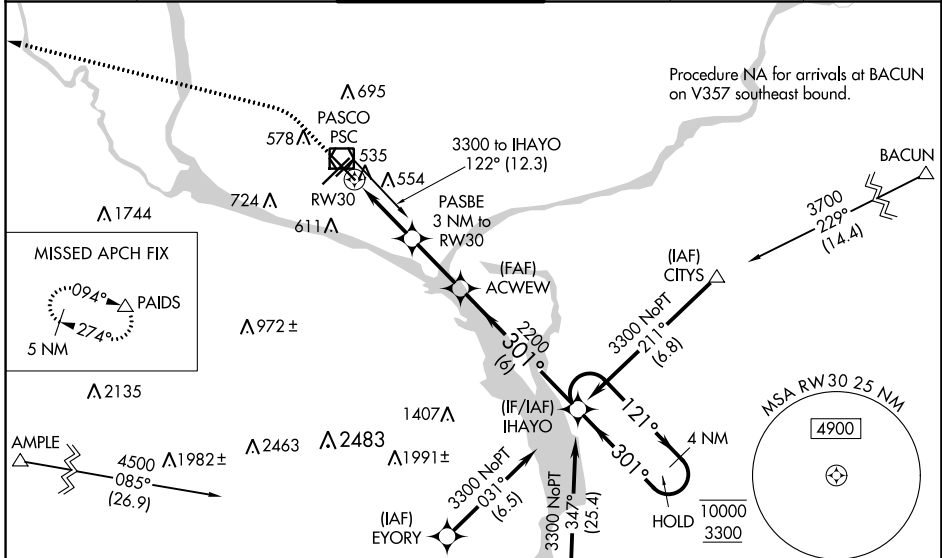 Procedure NA for arrivals at BACUN
on V357 southeast bound.
695
PASCO
PSC
578
535
554
RW30
3300 to IHAYO
122° (12.3)
BACUN
3700
229°
(14.4)
724
611
PASBE
3 NM to
RW30
1744
MISSED APCH FIX
094°
PAIDS
274°
5 NM
(FAF)
ACWEW
(IAF)
CITYS
3300 NoPT
211°
(6.8)
972 ±
2200
301°
(6)
2135
1407
(IF/IAF)
IHAYO
121°
4 NM
301°
HOLD
10000
3300
MSA RW30 25 NM
4900
AMPLE
4500
085°
(26.9)
1982 ±
2463
2483
1991 ±
3300 NoPT
031°
(6.5)
(IAF)
EYORY
3300 NoPT
347°
(25.4)